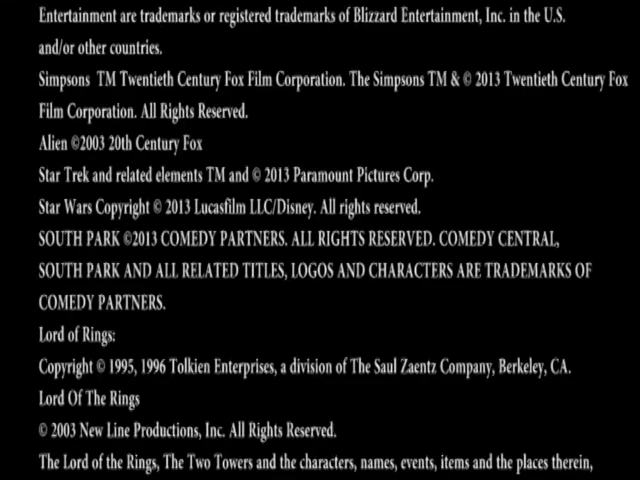 Entertainment are trademarks or registered trademarks of Blizzard Entertainment, Inc. in the U.S.
and/or other countries.
Simpsons TM Twentieth Century Fox Film Corporation. The Simpsons TM & © 2013 Twentieth Century Fox
Film Corporation. All Rights Reserved.
Alien ©2003 20th Century Fox
Star Trek and related elements TM and © 2013 Paramount Pictures Corp.
Star Wars Copyright © 2013 Lucasfilm LLC/Disney. All rights reserved.
SOUTH PARK ©2013 COMEDY PARTNERS. ALL RIGHTS RESERVED. COMEDY CENTRAL,
SOUTH PARK AND ALL RELATED TITLES, LOGOS AND CHARACTERS ARE TRADEMARKS OF
COMEDY PARTNERS.
Lord of Rings:
Copyright © 1995, 1996 Tolkien Enterprises, a division of The Saul Zaentz Company, Berkeley, CA.
Lord Of The Rings
© 2003 New Line Productions, Inc. All Rights Reserved.
The Lord of the Rings, The Two Towers and the characters, names, events, items and the places therein,